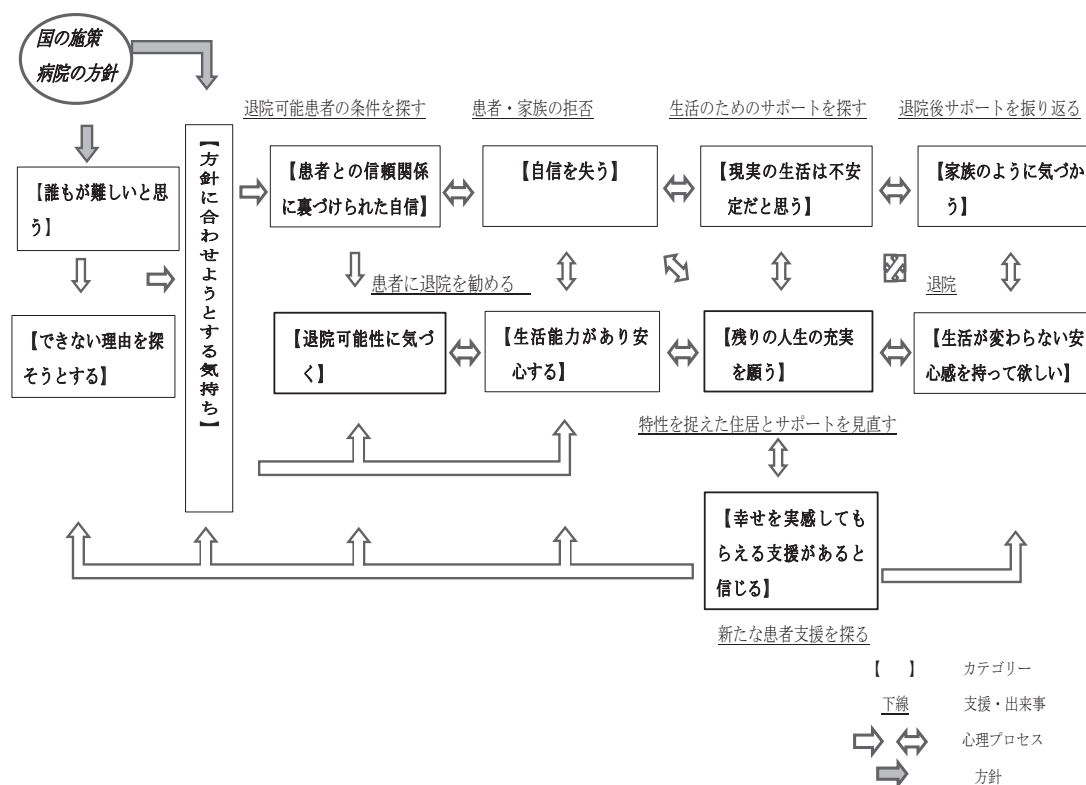 国の施策
病院の方針
退院可能患者の条件を探す
患者・家族の拒否
生活のためのサポートを探す
退院後サポートを振り返る
【誰もが難しいと思
う】
【できない理由を探
そうとする】
【方針に合わせようとする気持ち】
【患者との信頼関係
に裏づけられた自信】
【自信を失う】
【現実の生活は不安
定だと思う】
【家族のように気づか
う】
患者に退院を勧める
退院
【退院可能性に気づ
く】
【生活能力があり安
心する】
【残りの人生の充実
を願う】
【生活が変わらない安
心感を持って欲しい】
特性を捉えた住居とサポートを見直す
【幸せを実感しても
らえる支援があると
信じる】
新たな患者支援を探る
【　】 カテゴリー
下線 支援・出来事
心理プロセス
方針